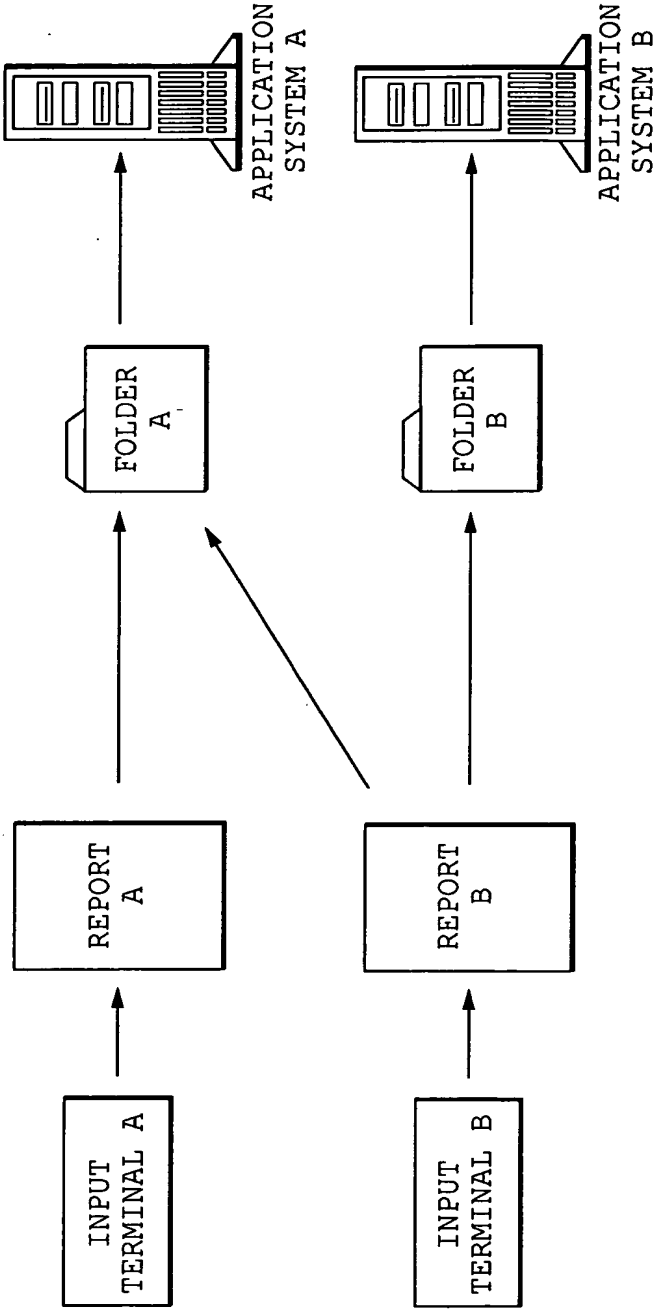 INPUT
TERMINAL A
REPORT
A
FOLDER
A
APPLICATION
SYSTEM A
INPUT
TERMINAL B
REPORT
B
FOLDER
B
APPLICATION
SYSTEM B